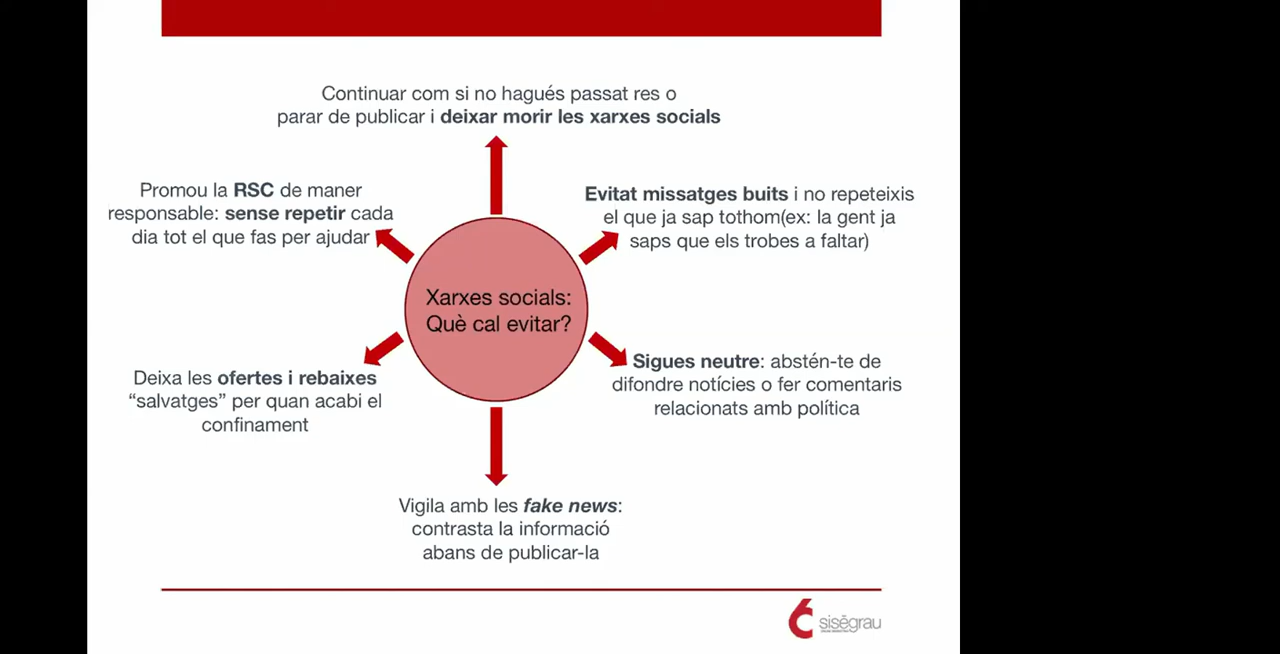 Continuar com si no hagués passat res o
parar de publicar i deixar morir les xarxes socials
Promou la RSC de maner
responsable: sense repetir cada
dia tot el que fas per ajudar
Evitat missatges buits i no repeteixis
el que ja sap tothom(ex: la gent ja
saps que els trobes a faltar)
Xarxes socials:
Què cal evitar?
Deixa les ofertes i rebaixes
“salvatges” per quan acabi el
confinament
Sigues neutre: abstén-te de
difondre notícies o fer comentaris
relacionats amb política
Vigila amb les fake news:
contrasta la informació
abans de publicar-la
6 sisègrau